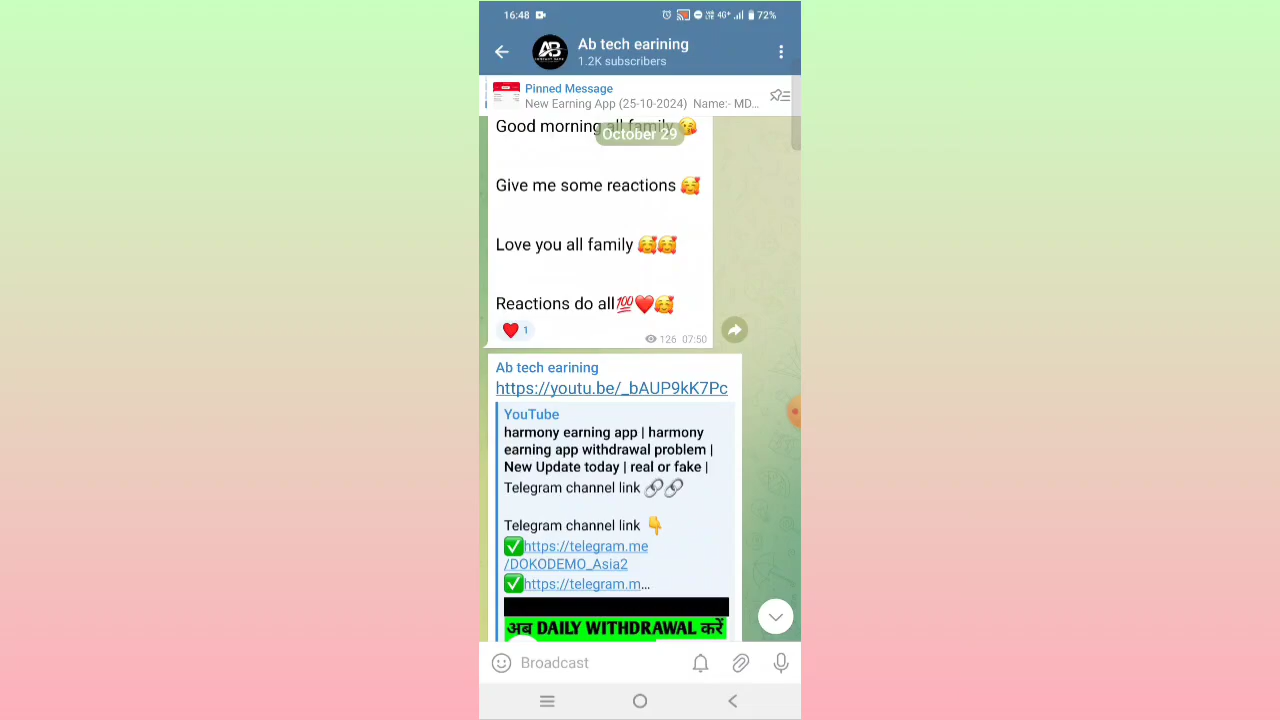 16:48
4G+ 72%
AB
Ab tech earining
1.2K subscribers
Pinned Message
New Earning App (25-10-2024) Name:- MD...
Good morning all family 😘
October 29
Give me some reactions 🥰
Love you all family 🥰🥰
Reactions do all💯❤️🥰
❤️ 1
126 07:50
Ab tech earining
https://youtu.be/_bAUP9kK7Pc
YouTube
harmony earning app | harmony
earning app withdrawal problem |
New Update today | real or fake |
Telegram channel link 🔗🔗
Telegram channel link 👇
✅https://telegram.me
/DOKODEMO_Asia2
✅https://telegram.m...
अब DAILY WITHDRAWAL करें
Broadcast